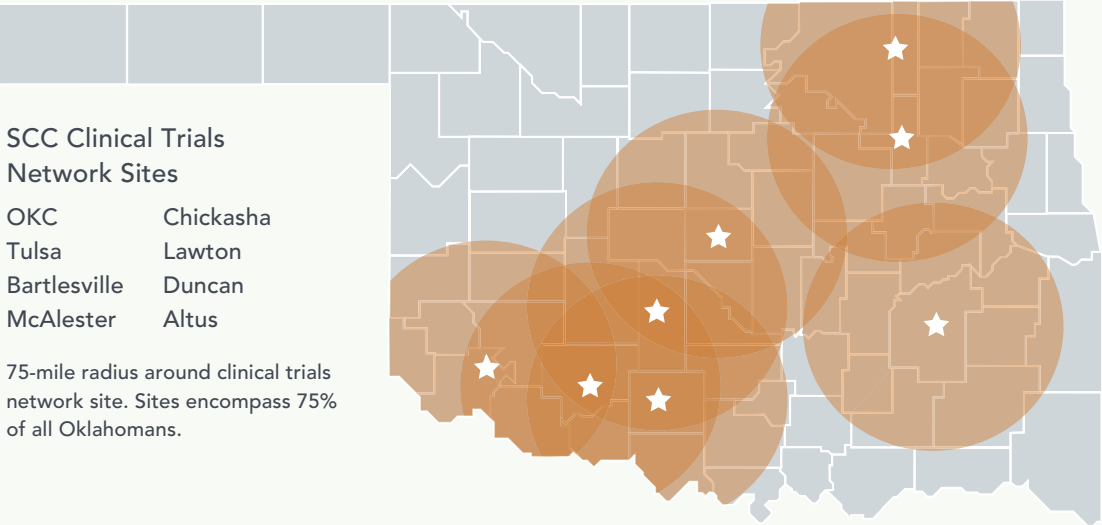 SCC Clinical Trials
Network Sites
OKC
Tulsa
Bartlesville
McAlester
Chickasha
Lawton
Duncan
Altus
75-mile radius around clinical trials
network site. Sites encompass 75%
of all Oklahomans.